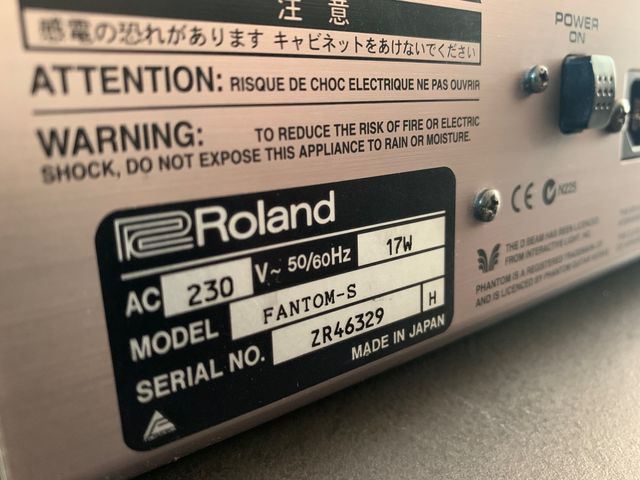 注意
感電の恐れがあります キャビネットをあけないでください
ATTENTION: RISQUE DE CHOC ELECTRIQUE NE PAS OUVRIR
WARNING: TO REDUCE THE RISK OF FIRE OR ELECTRIC
SHOCK, DO NOT EXPOSE THIS APPLIANCE TO RAIN OR MOISTURE.
POWER
ON
CE N225
THE D BEAM HAS BEEN LICENSED
FROM INTERACTIVE LIGHT, INC.
PHANTOM IS A REGISTERED TRADEMARK OF
AND IS LICENCED BY PHANTOM GUITAR WORKS
Roland
AC 230 V~ 50/60Hz 17W
MODEL FANTOM-S H
SERIAL NO. ZR46329
MADE IN JAPAN